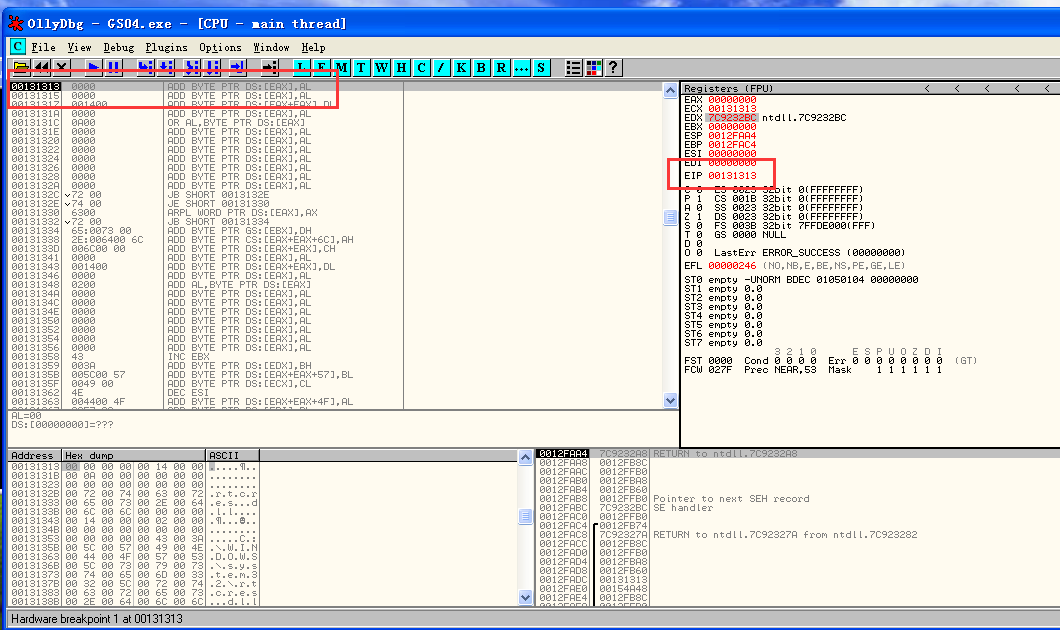 OllyDbg - GS04.exe - [CPU - main thread]
C File View Debug Plugins Options Window Help
L E M T W H C / K B R ... S ?
00131313 0000 ADD BYTE PTR DS:[EAX],AL
00131315 0000 ADD BYTE PTR DS:[EAX],AL
00131317 001400 ADD BYTE PTR DS:[EAX+EAX],DL
0013131A 0000 ADD BYTE PTR DS:[EAX],AL
0013131C 0A00 OR AL,BYTE PTR DS:[EAX]
0013131E 0000 ADD BYTE PTR DS:[EAX],AL
00131320 0000 ADD BYTE PTR DS:[EAX],AL
00131322 0000 ADD BYTE PTR DS:[EAX],AL
00131324 0000 ADD BYTE PTR DS:[EAX],AL
00131326 0000 ADD BYTE PTR DS:[EAX],AL
00131328 0000 ADD BYTE PTR DS:[EAX],AL
0013132A 0000 ADD BYTE PTR DS:[EAX],AL
0013132C 72 00 JB SHORT 0013132E
0013132E 74 00 JE SHORT 00131330
00131330 6300 ARPL WORD PTR DS:[EAX],AX
00131332 72 00 JB SHORT 00131334
00131334 65:0073 00 ADD BYTE PTR GS:[EBX],DH
00131338 2E:006400 6C ADD BYTE PTR CS:[EAX+EAX+6C],AH
0013133D 006C00 00 ADD BYTE PTR DS:[EAX+EAX],CH
00131341 0000 ADD BYTE PTR DS:[EAX],AL
00131343 001400 ADD BYTE PTR DS:[EAX+EAX],DL
00131346 0000 ADD BYTE PTR DS:[EAX],AL
00131348 0200 ADD AL,BYTE PTR DS:[EAX]
0013134A 0000 ADD BYTE PTR DS:[EAX],AL
0013134C 0000 ADD BYTE PTR DS:[EAX],AL
0013134E 0000 ADD BYTE PTR DS:[EAX],AL
00131350 0000 ADD BYTE PTR DS:[EAX],AL
00131352 0000 ADD BYTE PTR DS:[EAX],AL
00131354 0000 ADD BYTE PTR DS:[EAX],AL
00131356 0000 ADD BYTE PTR DS:[EAX],AL
00131358 43 INC EBX
00131359 003A ADD BYTE PTR DS:[EDX],BH
0013135B 005C00 57 ADD BYTE PTR DS:[EAX+EAX+57],BL
0013135F 0049 00 ADD BYTE PTR DS:[ECX],CL
00131362 4E DEC ESI
00131363 004400 4F ADD BYTE PTR DS:[EAX+EAX+4F],AL
AL=00
DS:[00000000]=???
Registers (FPU) < < < < <
EAX 00000000
ECX 00131313
EDX 7C9232BC ntdll.7C9232BC
EBX 00000000
ESP 0012FAA4
EBP 0012FAC4
ESI 00000000
EDI 00000000
EIP 00131313
C 0 ES 0023 32bit 0(FFFFFFFF)
P 1 CS 001B 32bit 0(FFFFFFFF)
A 0 SS 0023 32bit 0(FFFFFFFF)
Z 1 DS 0023 32bit 0(FFFFFFFF)
S 0 FS 003B 32bit 7FFDE000(FFF)
T 0 GS 0000 NULL
D 0
O 0 LastErr ERROR_SUCCESS (00000000)
EFL 00000246 (NO,NB,E,BE,NS,PE,GE,LE)
ST0 empty -UNORM BDEC 01050104 00000000
ST1 empty 0.0
ST2 empty 0.0
ST3 empty 0.0
ST4 empty 0.0
ST5 empty 0.0
ST6 empty 0.0
ST7 empty 0.0
3 2 1 0 E S P U O Z D I
FST 0000 Cond 0 0 0 0 Err 0 0 0 0 0 0 0 0 (GT)
FCW 027F Prec NEAR,53 Mask 1 1 1 1 1 1
Address Hex dump ASCII
00131313 00 00 00 00 00 14 00 00 .....¶..
0013131B 00 0A 00 00 00 00 00 00 ........
00131323 00 00 00 00 00 00 00 00 ........
0013132B 00 72 00 74 00 63 00 72 .r.t.c.r
00131333 00 65 00 73 00 2E 00 64 .e.s...d
0013133B 00 6C 00 6C 00 00 00 00 .l.l....
00131343 00 14 00 00 00 02 00 00 .¶...☻..
0013134B 00 00 00 00 00 00 00 00 ........
00131353 00 00 00 00 00 43 00 3A .....C.:
0013135B 00 5C 00 57 00 49 00 4E .\.W.I.N
00131363 00 44 00 4F 00 57 00 53 .D.O.W.S
0013136B 00 5C 00 73 00 79 00 73 .\.s.y.s
00131373 00 74 00 65 00 6D 00 33 .t.e.m.3
0013137B 00 32 00 5C 00 72 00 74 .2.\.r.t
00131383 00 63 00 72 00 65 00 73 .c.r.e.s
0013138B 00 2E 00 64 00 6C 00 6C ...d.l.l
0012FAA4 7C9232A8 RETURN to ntdll.7C9232A8
0012FAA8 0012FB8C
0012FAAC 0012FFB0
0012FAB0 0012FBA8
0012FAB4 0012FB60
0012FAB8 0012FFB0 Pointer to next SEH record
0012FABC 7C9232BC SE handler
0012FAC0 0012FFB0
0012FAC4 0012FB74
0012FAC8 7C92327A RETURN to ntdll.7C92327A from ntdll.7C923282
0012FACC 0012FB8C
0012FAD0 0012FFB0
0012FAD4 0012FBA8
0012FAD8 0012FB60
0012FADC 00131313
0012FAE0 00154A48
0012FAE4 0012FB8C
Hardware breakpoint 1 at 00131313